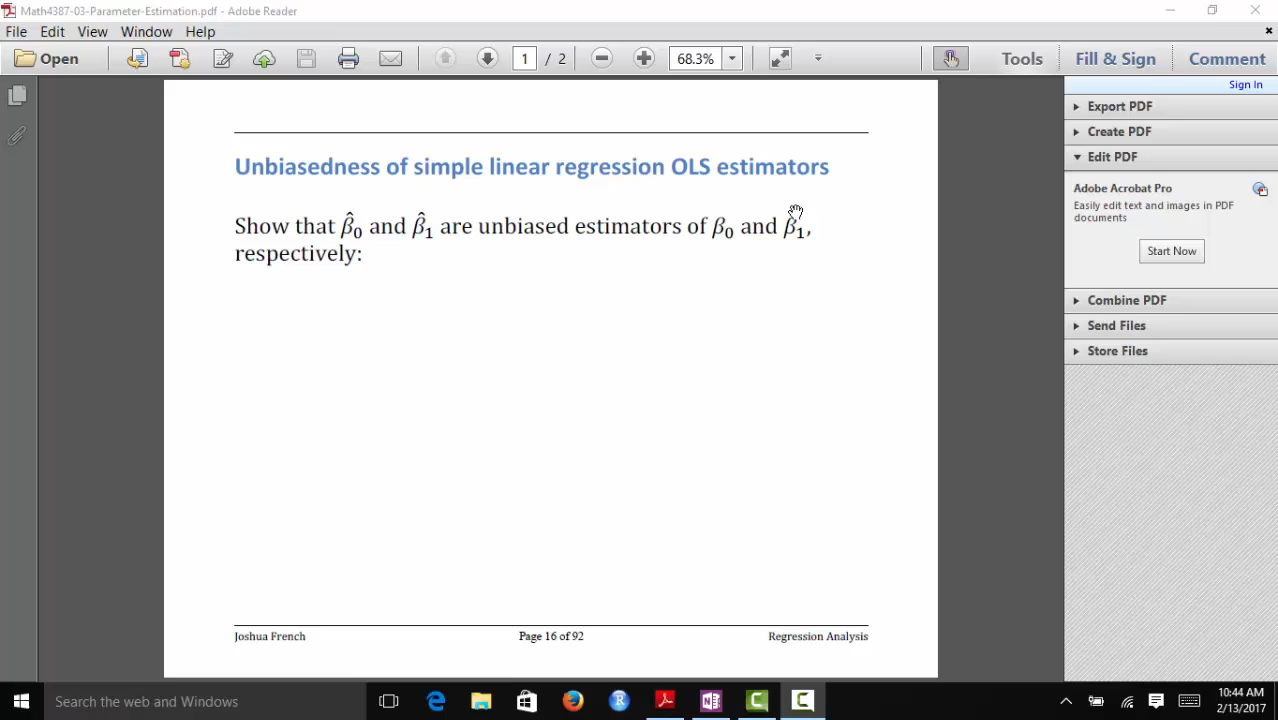 Math4387-03-Parameter-Estimation.pdf - Adobe Reader
File Edit View Window Help
Open 1 / 2 68.3% Tools Fill & Sign Comment
Sign In
Export PDF
Create PDF
Edit PDF
Adobe Acrobat Pro
Easily edit text and images in PDF
documents
Start Now
Combine PDF
Send Files
Store Files
Unbiasedness of simple linear regression OLS estimators
Show that β̂₀ and β̂₁ are unbiased estimators of β₀ and β₁,
respectively:
Joshua French Page 16 of 92 Regression Analysis
Search the web and Windows
10:44 AM
2/13/2017